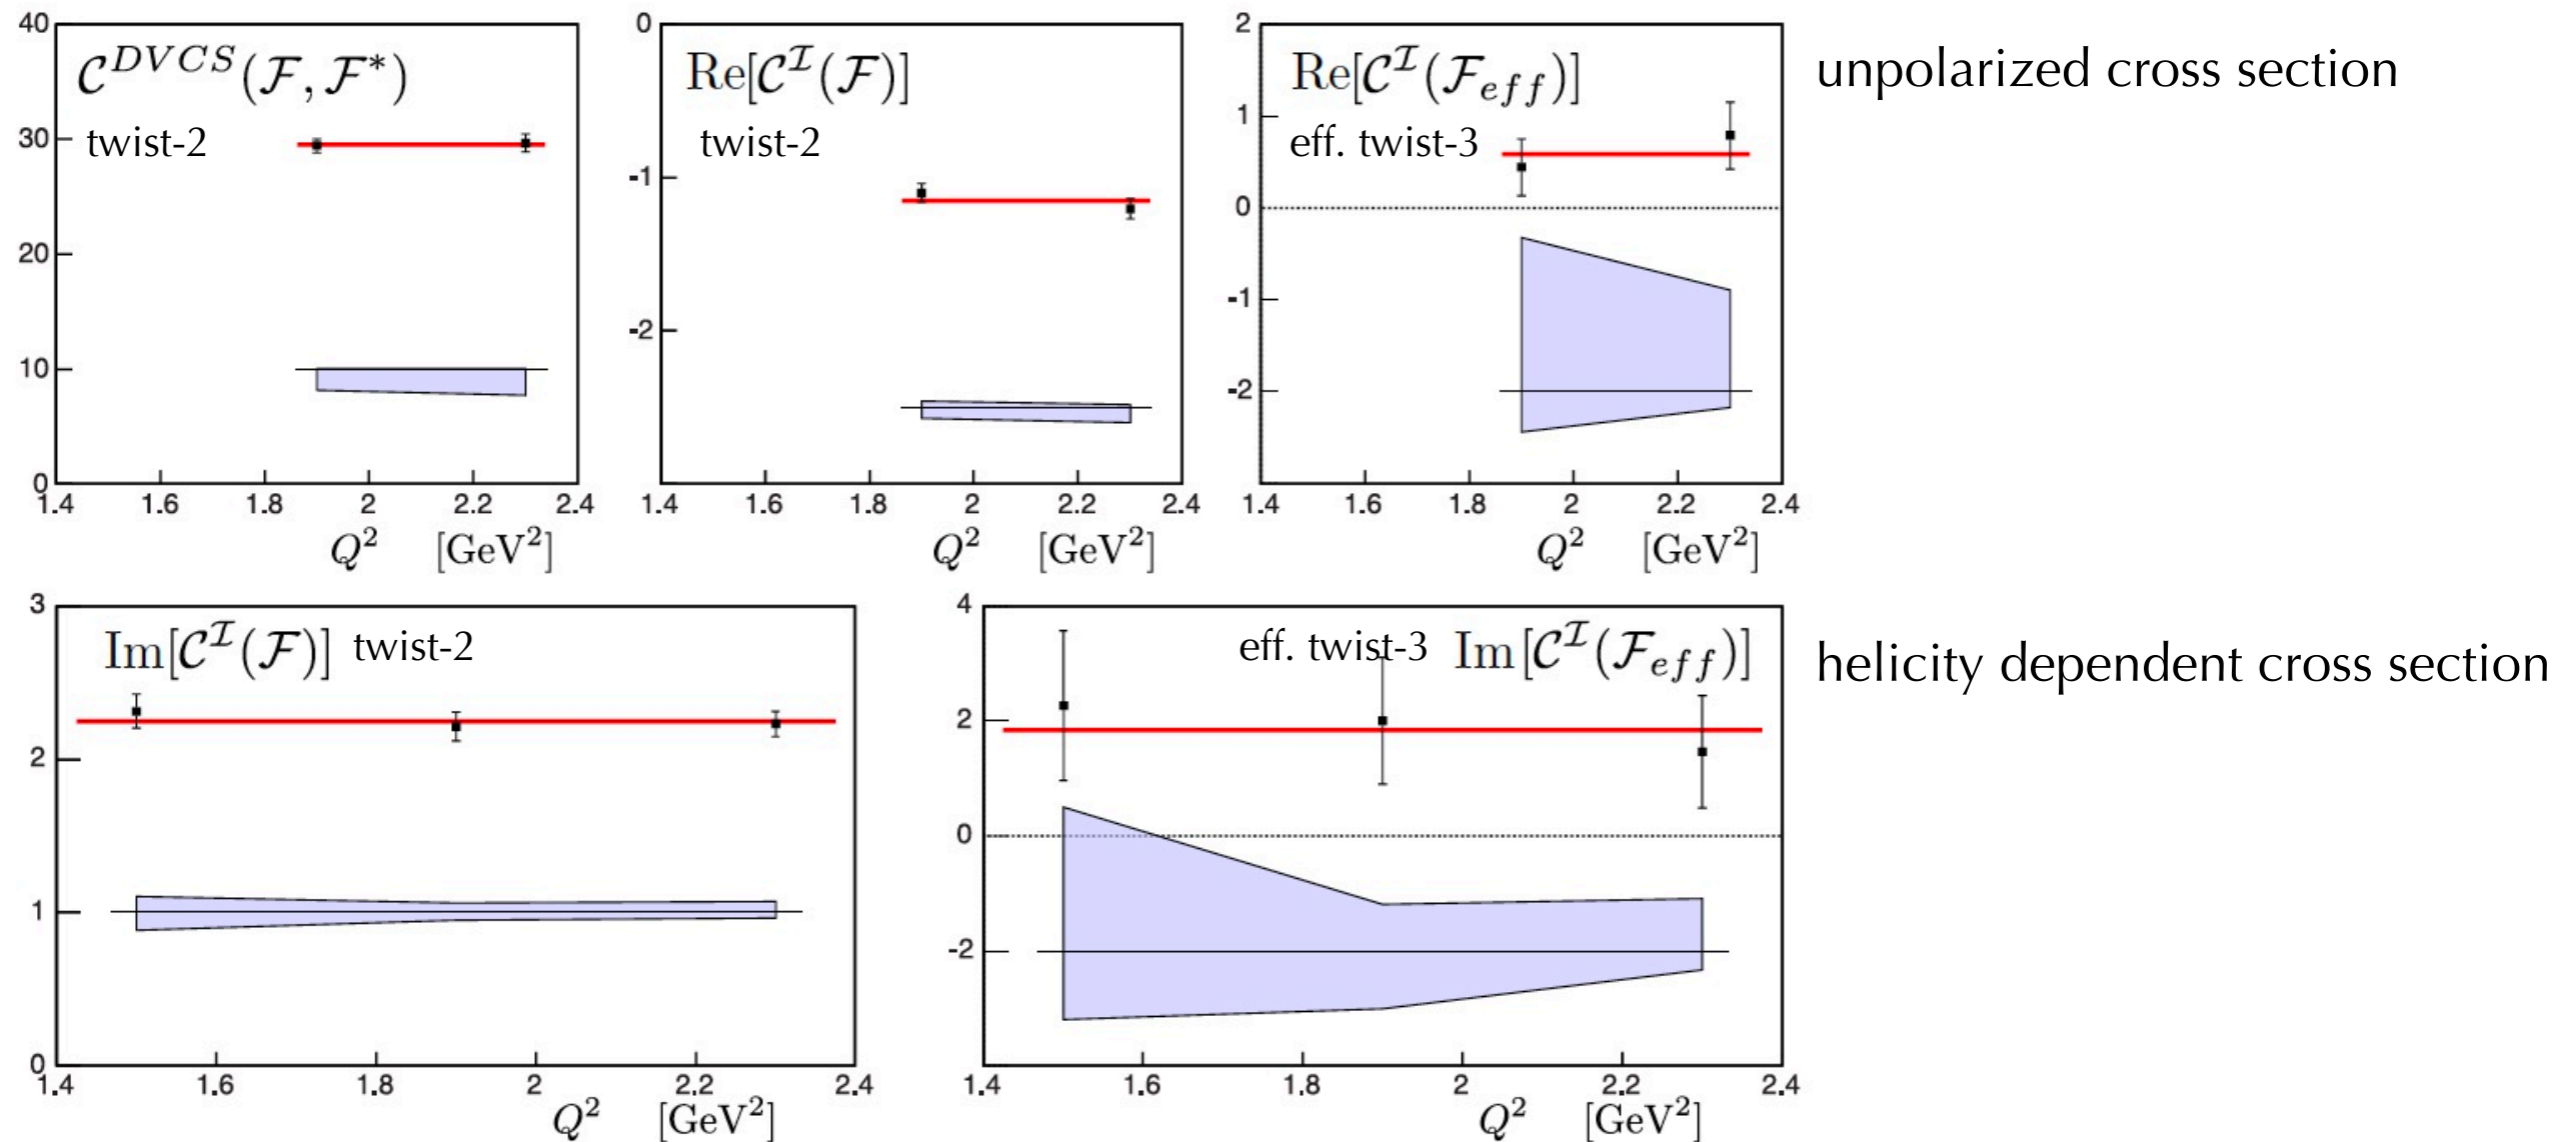 40
30
20
10
0
1.4 1.6 1.8 2 2.2 2.4
𝒞^{DVCS}(ℱ, ℱ*)
twist-2
Q² [GeV²]
0
-1
-2
1.4 1.6 1.8 2 2.2 2.4
Re[𝒞^ℐ(ℱ)]
twist-2
Q² [GeV²]
2
1
0
-1
-2
1.4 1.6 1.8 2 2.2 2.4
Re[𝒞^ℐ(ℱ_{eff})]
eff. twist-3
Q² [GeV²]
unpolarized cross section
3
2
1
0
1.4 1.6 1.8 2 2.2 2.4
Im[𝒞^ℐ(ℱ)] twist-2
Q² [GeV²]
4
2
0
-2
1.4 1.6 1.8 2 2.2 2.4
eff. twist-3 Im[𝒞^ℐ(ℱ_{eff})]
Q² [GeV²]
helicity dependent cross section